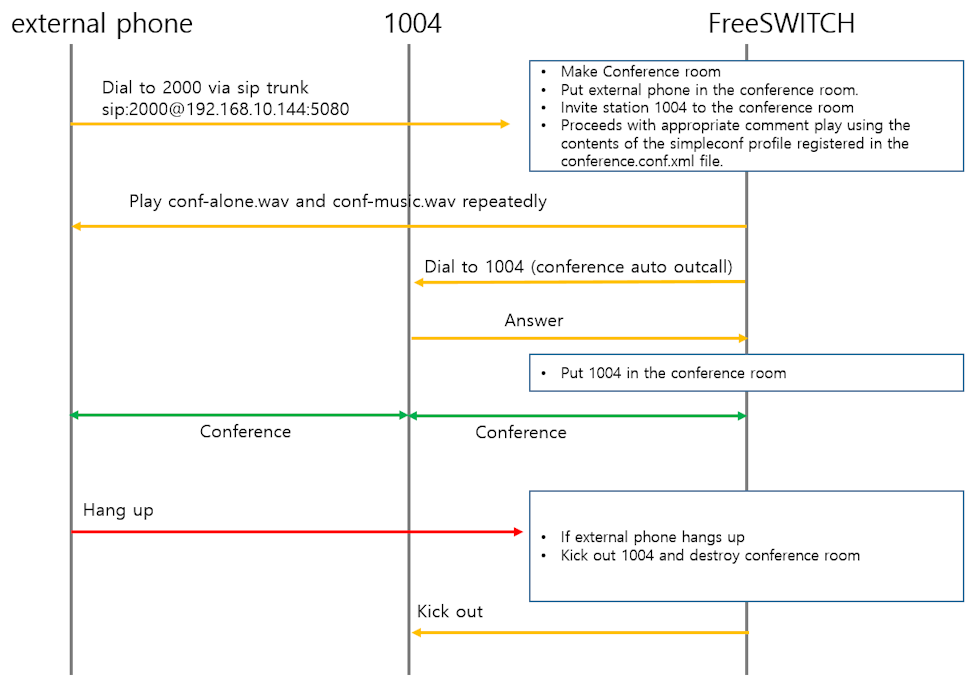 external phone
1004
FreeSWITCH
Dial to 2000 via sip trunk
sip:2000@192.168.10.144:5080
• Make Conference room
• Put external phone in the conference room.
• Invite station 1004 to the conference room
• Proceeds with appropriate comment play using the
contents of the simpleconf profile registered in the
conference.conf.xml file.
Play conf-alone.wav and conf-music.wav repeatedly
Dial to 1004 (conference auto outcall)
Answer
• Put 1004 in the conference room
Conference
Conference
Hang up
• If external phone hangs up
• Kick out 1004 and destroy conference room
Kick out